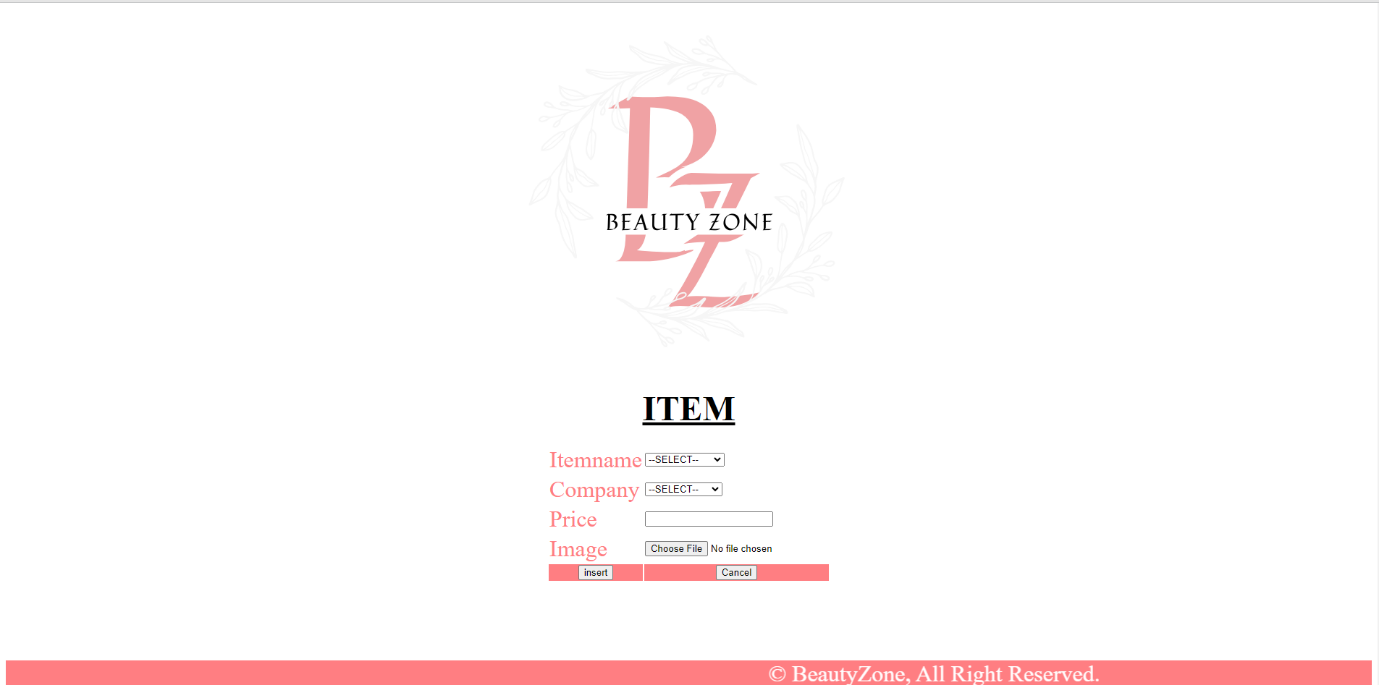 BZ
BEAUTY ZONE
ITEM
Itemname --SELECT--
Company --SELECT--
Price
Image Choose File No file chosen
insert Cancel
© BeautyZone, All Right Reserved.